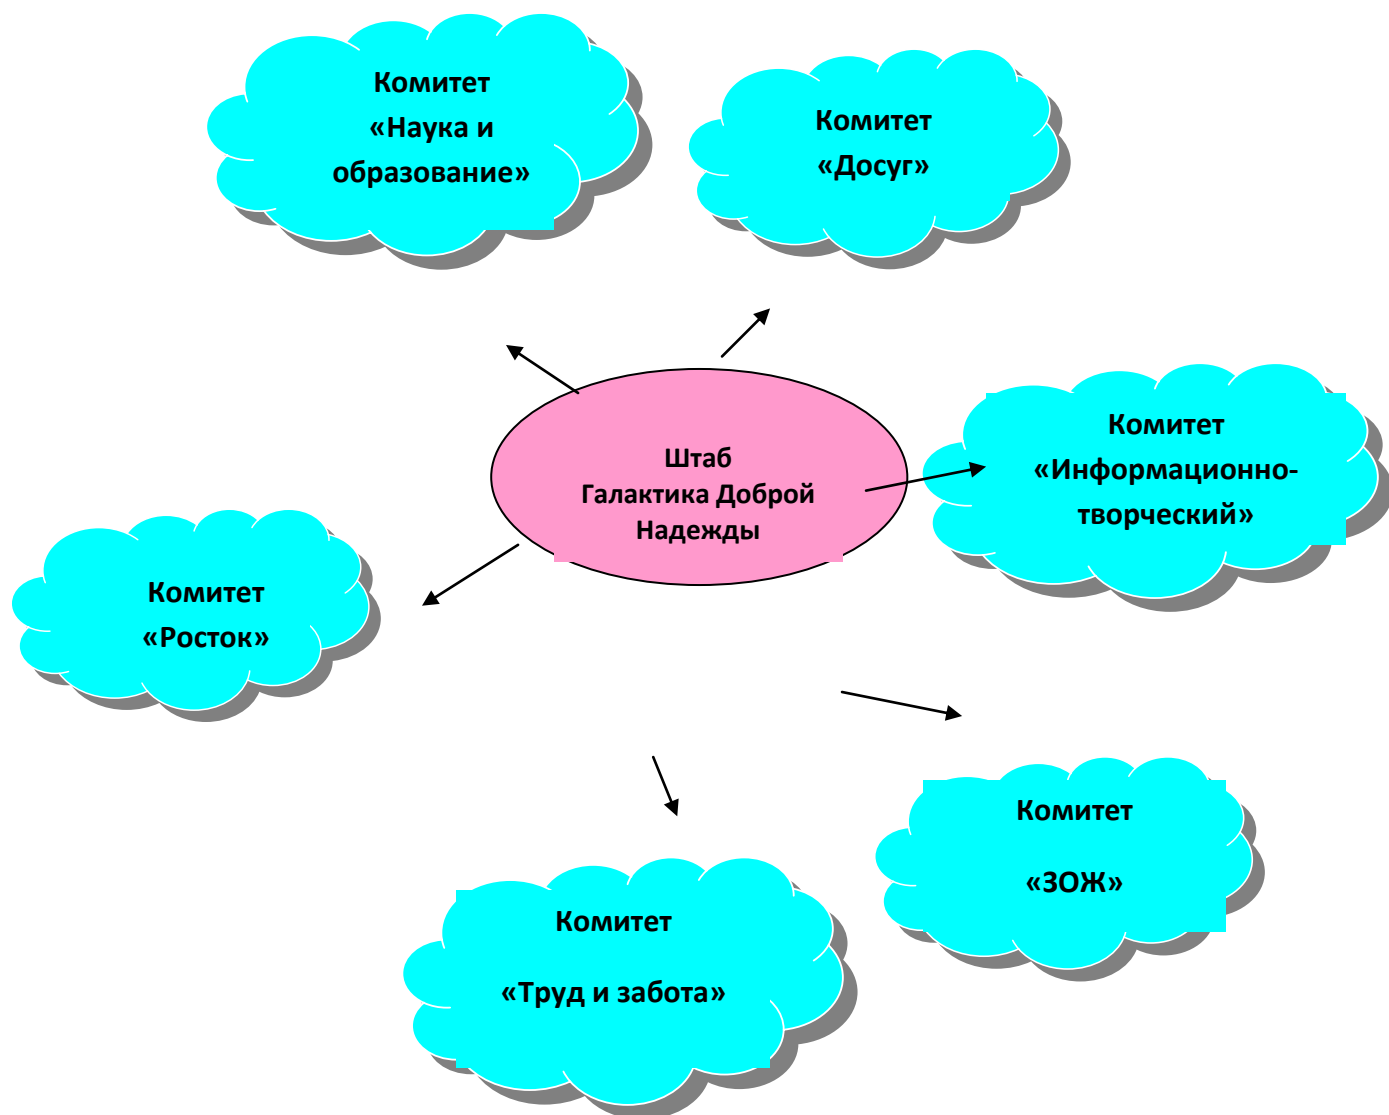 Комитет
«Наука и
образование»
Комитет
«Досуг»
Комитет
«Информационно-
творческий»
Штаб
Галактика Доброй
Надежды
Комитет
«Росток»
Комитет
«ЗОЖ»
Комитет
«Труд и забота»